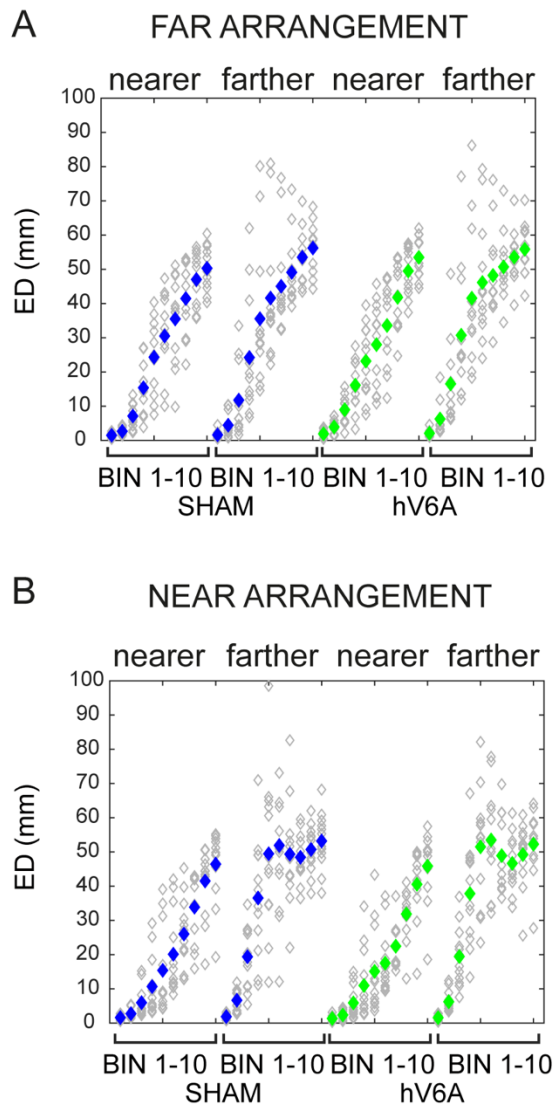 A FAR ARRANGEMENT
nearer farther nearer farther
100
90
80
70
60
50
40
30
20
10
0
ED (mm)
BIN 1-10 BIN 1-10 BIN 1-10 BIN 1-10
SHAM hV6A
B NEAR ARRANGEMENT
nearer farther nearer farther
100
90
80
70
60
50
40
30
20
10
0
ED (mm)
BIN 1-10 BIN 1-10 BIN 1-10 BIN 1-10
SHAM hV6A